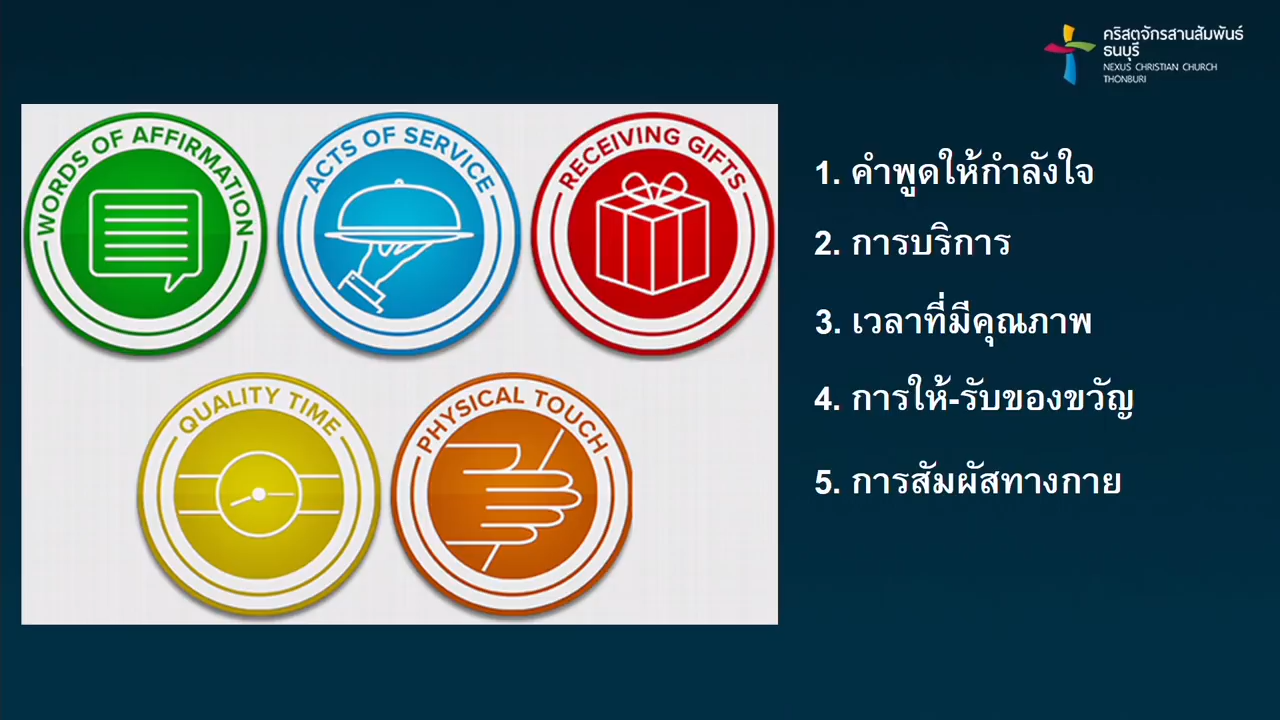 คริสตจักรสานสัมพันธ์
ธนบุรี
NEXUS CHRISTIAN CHURCH
THONBURI
WORDS OF AFFIRMATION
ACTS OF SERVICE
RECEIVING GIFTS
QUALITY TIME
PHYSICAL TOUCH
1. คำพูดให้กำลังใจ
2. การบริการ
3. เวลาที่มีคุณภาพ
4. การให้-รับของขวัญ
5. การสัมผัสทางกาย